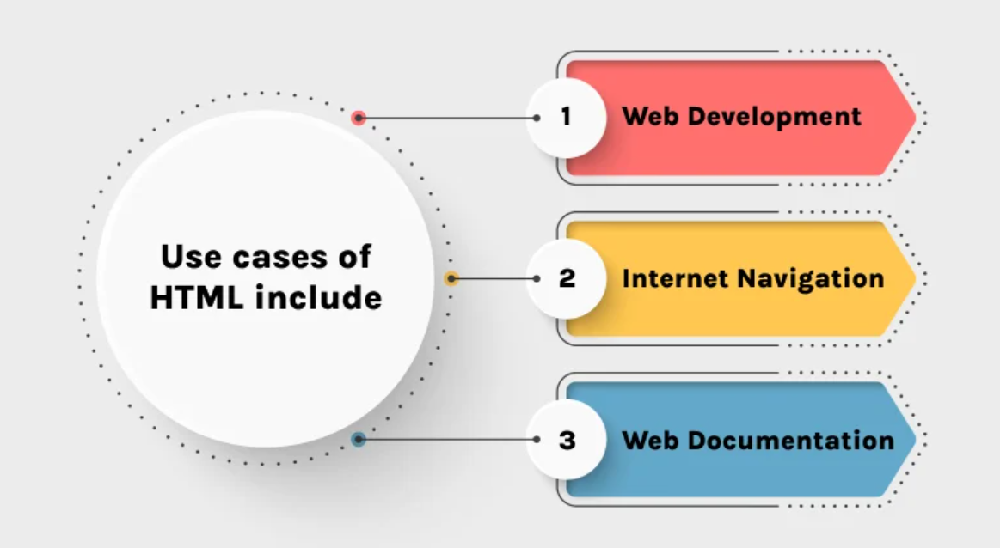 Use cases of
HTML include
1
Web Development
2
Internet Navigation
3
Web Documentation